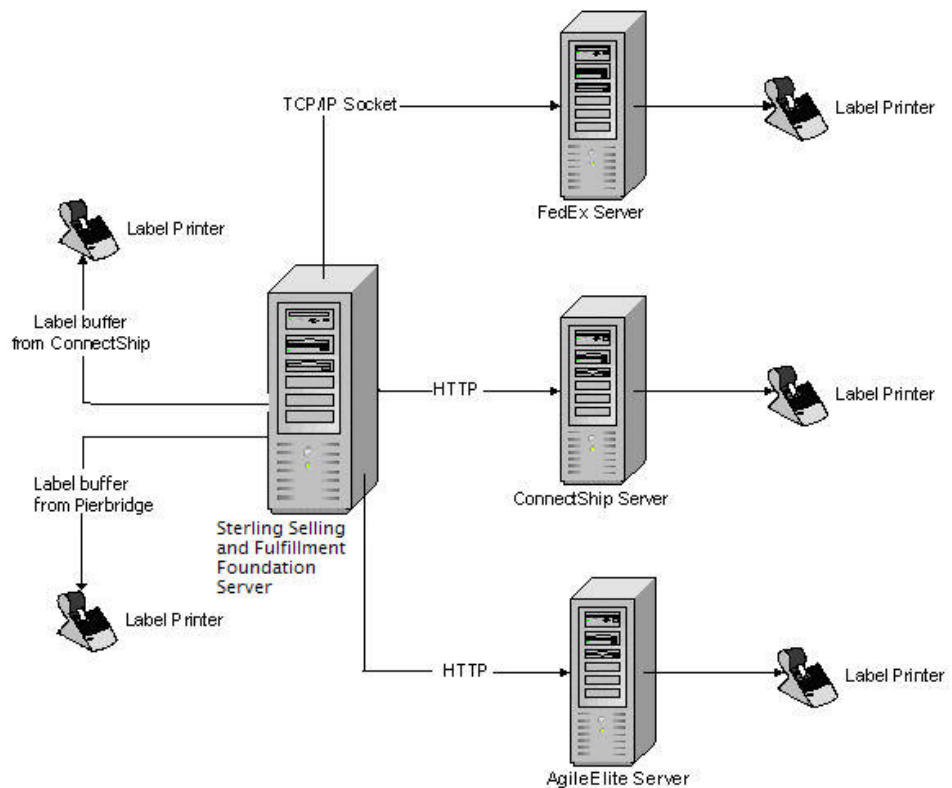 TCP/IP Socket
Label Printer
FedEx Server
Label Printer
Label buffer
from ConnectShip
HTTP
Label Printer
ConnectShip Server
Label buffer
from Pierbridge
Sterling Selling
and Fulfillment
Foundation
Server
Label Printer
HTTP
Label Printer
AgileElite Server